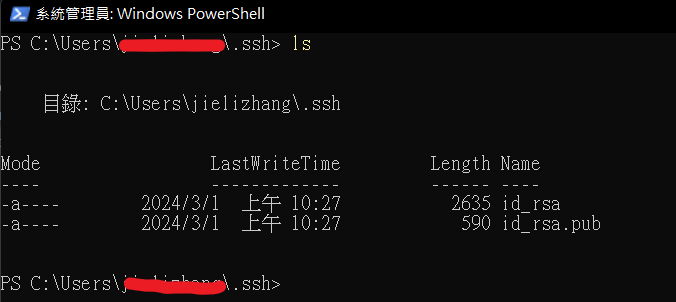 系統管理員: Windows PowerShell
PS C:\Users\ \.ssh> ls
目錄: C:\Users\jielizhang\.ssh
Mode LastWriteTime Length Name
---- ------------- ------ ----
-a---- 2024/3/1 上午 10:27 2635 id_rsa
-a---- 2024/3/1 上午 10:27 590 id_rsa.pub
PS C:\Users\ \.ssh>